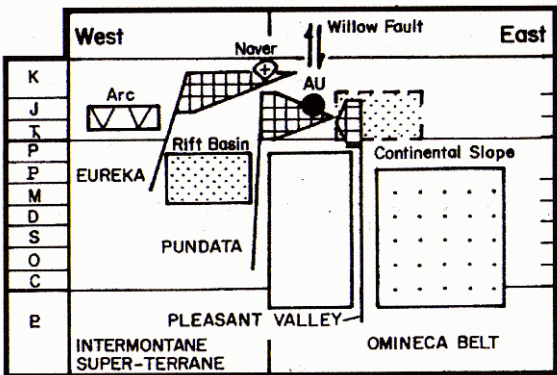 West
East
Willow Fault
Naver
AU
Arc
Rift Basin
Continental Slope
EUREKA
PUNDATA
PLEASANT VALLEY
INTERMONTANE
SUPER-TERRANE
OMINECA BELT
K
J
Ŧ
P
Ᵽ
M
D
S
O
C
Ᵽ